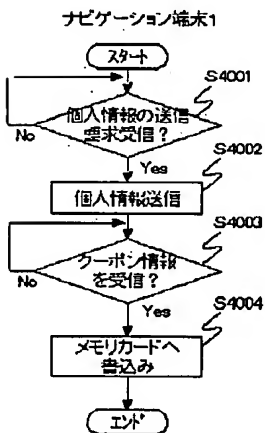 ナビゲーション端末1
スタート
S4001
個人情報の送信
要求受信?
No
Yes
S4002
個人情報送信
S4003
クーポン情報
を受信?
No
Yes
S4004
メモリカードへ
書込み
エンド